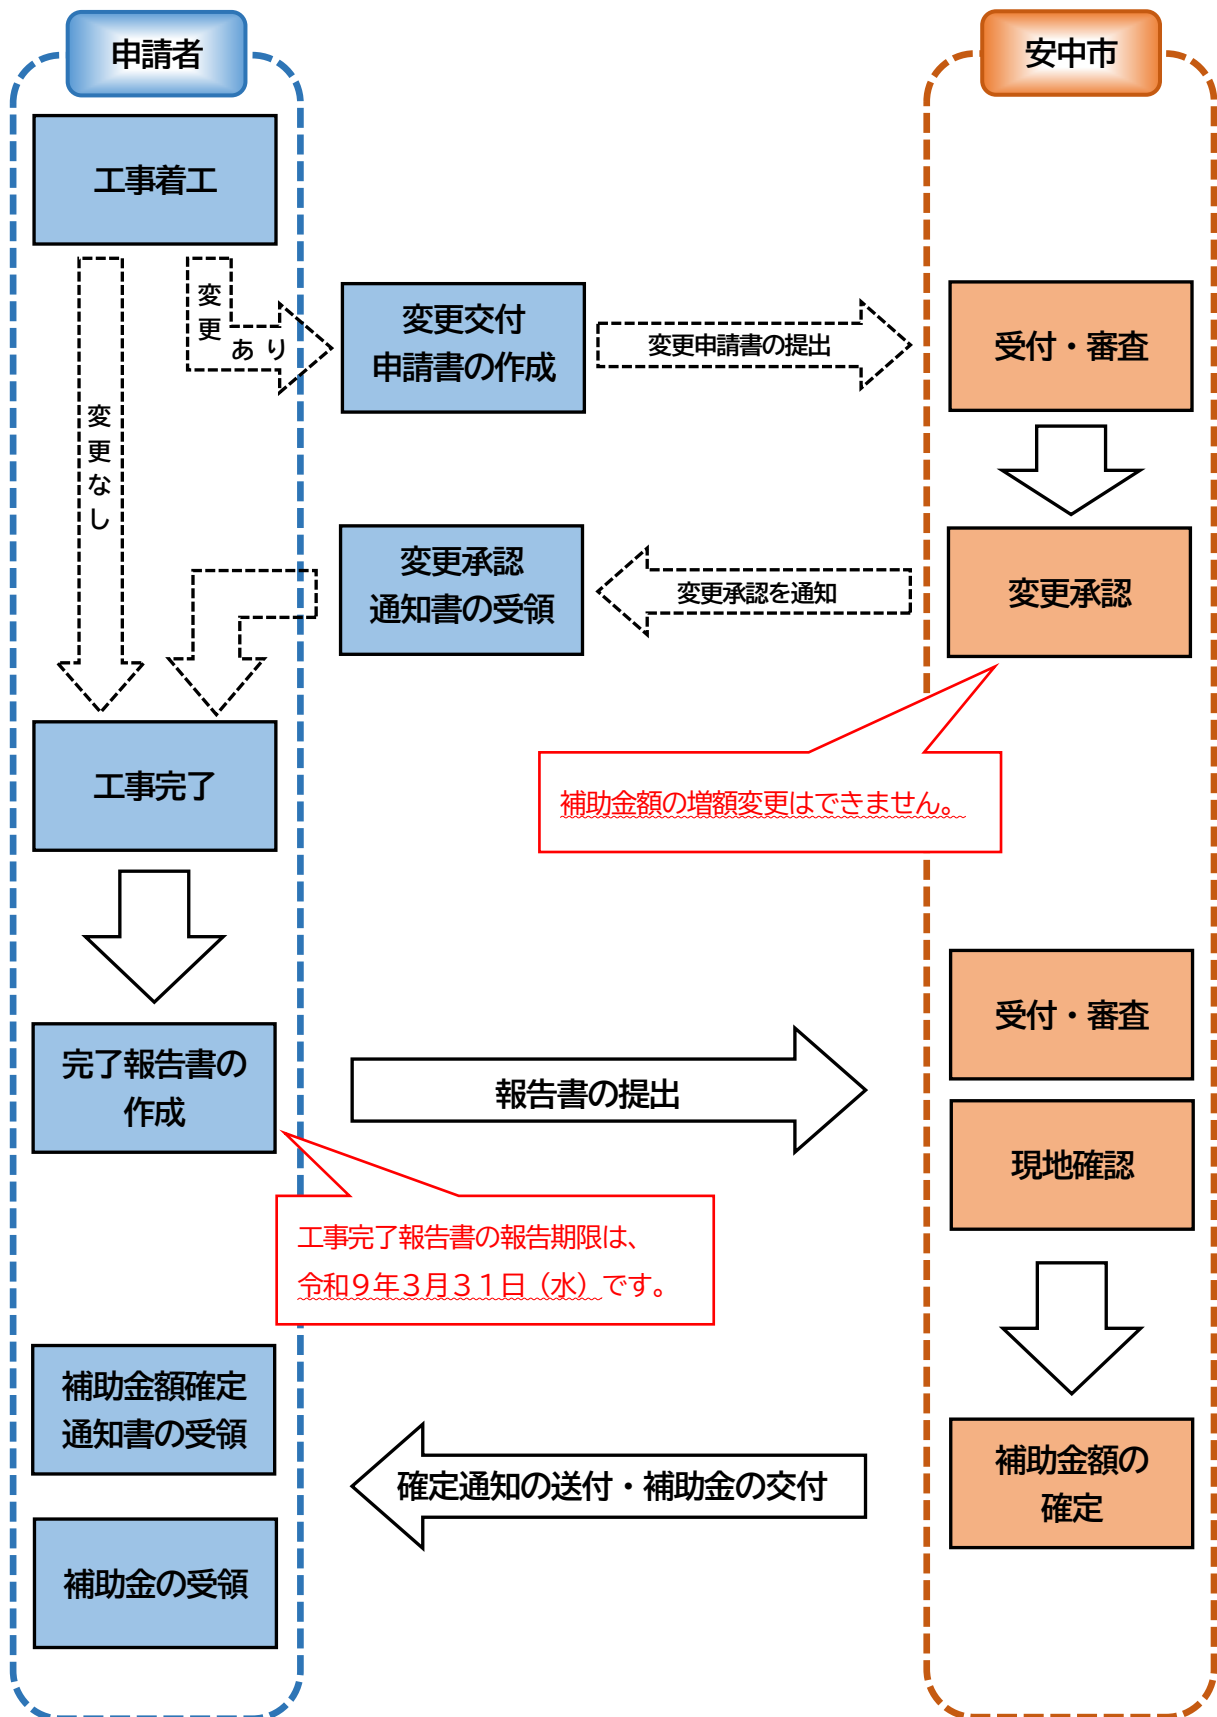 申請者
安中市
工事着工
変更
あり
変更なし
変更交付
申請書の作成
変更申請書の提出
受付・審査
変更承認
変更承認を通知
変更承認
通知書の受領
補助金額の増額変更はできません。
工事完了
完了報告書の
作成
報告書の提出
受付・審査
現地確認
工事完了報告書の報告期限は、
令和９年３月３１日（水）です。
補助金額の
確定
確定通知の送付・補助金の交付
補助金額確定
通知書の受領
補助金の受領